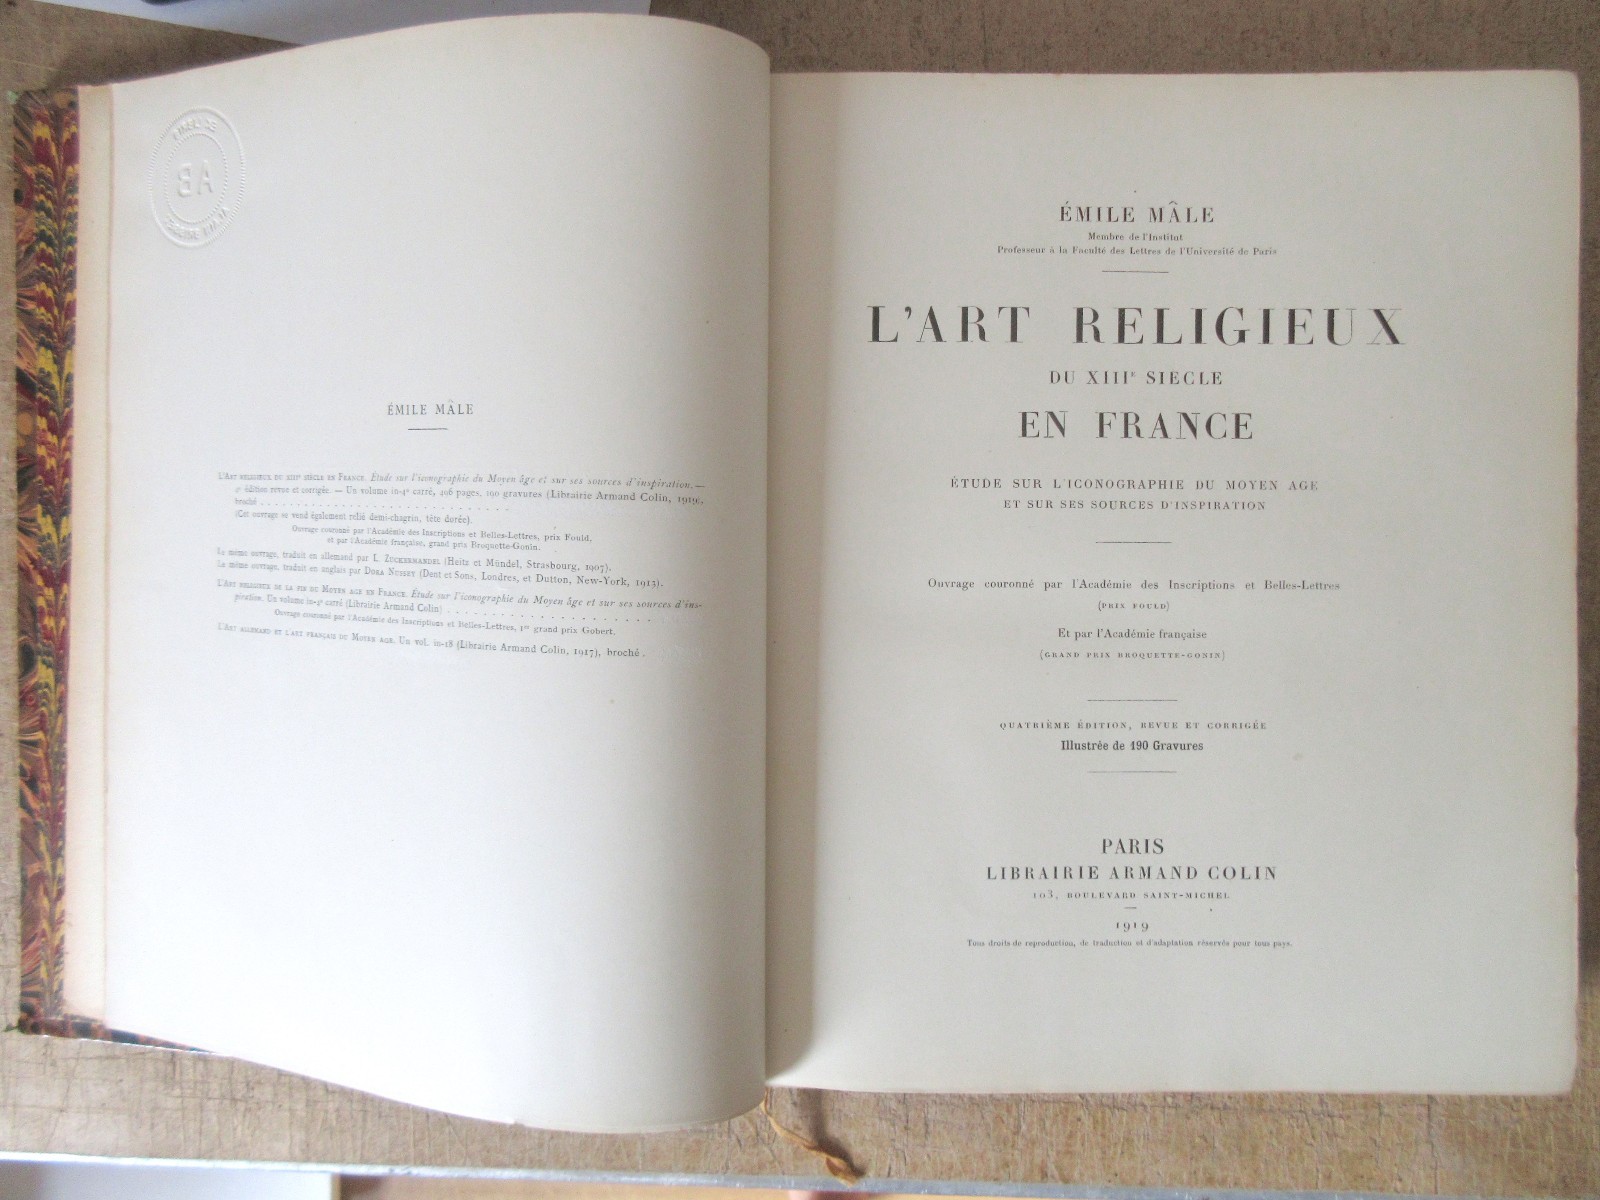 AB
ÉMILE MÂLE
L'ART RELIGIEUX DU XIIIe SIÈCLE EN FRANCE. Étude sur l'iconographie du Moyen âge et sur ses sources d'inspiration. —
4e édition revue et corrigée. — Un volume in-4º carré, 426 pages, 190 gravures (Librairie Armand Colin, 1919),
broché . . . . . . . . . . . . . . . . . . . . . . . . . . . . .
(Cet ouvrage se vend également relié demi-chagrin, tête dorée).
Ouvrage couronné par l'Académie des Inscriptions et Belles-Lettres, prix Fould,
et par l'Académie française, grand prix Broquette-Gonin.
Le même ouvrage, traduit en allemand par L. ZUCKERMANDEL (Heitz et Mündel, Strasbourg, 1907).
Le même ouvrage, traduit en anglais par DORA NUSSEY (Dent et Sons, Londres, et Dutton, New-York, 1913).
L'ART RELIGIEUX DE LA FIN DU MOYEN AGE EN FRANCE. Étude sur l'iconographie du Moyen âge et sur ses sources d'ins-
piration. Un volume in-4º carré (Librairie Armand Colin) . . . . . . . . . . . . . . . .
Ouvrage couronné par l'Académie des Inscriptions et Belles-Lettres, 1er grand prix Gobert.
L'ART ALLEMAND ET L'ART FRANÇAIS DU MOYEN AGE. Un vol. in-18 (Librairie Armand Colin, 1917), broché .
ÉMILE MÂLE
Membre de l'Institut
Professeur à la Faculté des Lettres de l'Université de Paris
L'ART RELIGIEUX
DU XIIIE SIECLE
EN FRANCE
ÉTUDE SUR L'ICONOGRAPHIE DU MOYEN AGE
ET SUR SES SOURCES D'INSPIRATION
Ouvrage couronné par l'Académie des Inscriptions et Belles-Lettres
(PRIX FOULD)
Et par l'Académie française
(GRAND PRIX BROQUETTE-GONIN)
QUATRIÈME ÉDITION, REVUE ET CORRIGÉE
Illustrée de 190 Gravures
PARIS
LIBRAIRIE ARMAND COLIN
103, BOULEVARD SAINT-MICHEL
1919
Tous droits de reproduction, de traduction et d'adaptation réservés pour tous pays.